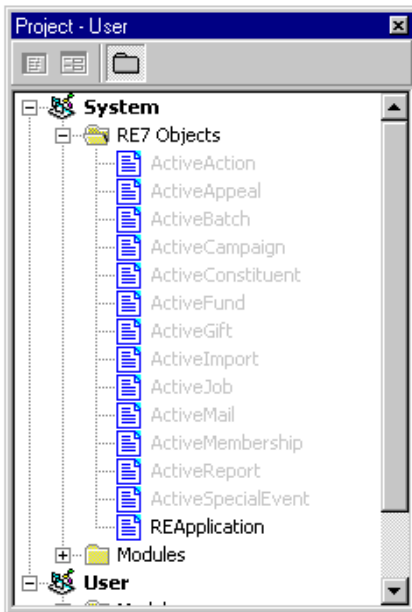 Project - User
System
RE7 Objects
ActiveAction
ActiveAppeal
ActiveBatch
ActiveCampaign
ActiveConstituent
ActiveFund
ActiveGift
ActiveImport
ActiveJob
ActiveMail
ActiveMembership
ActiveReport
ActiveSpecialEvent
REApplication
Modules
User